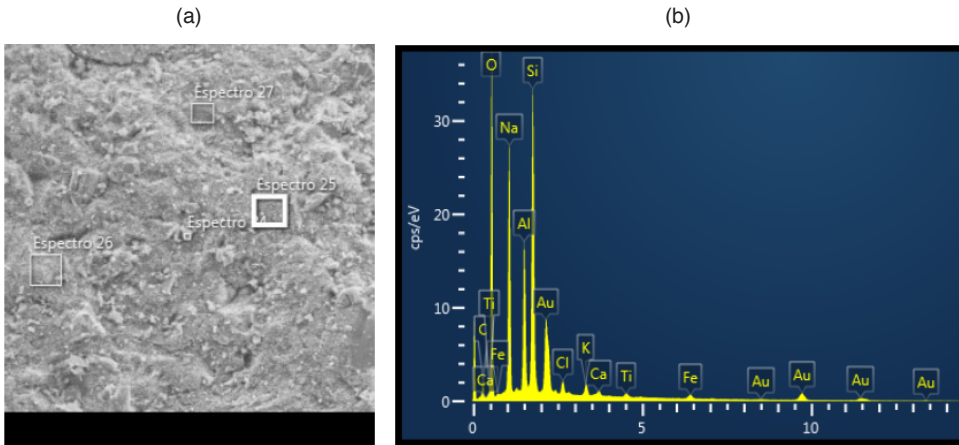 (a)
(b)
Espectro 27
Espectro 25
Espectro
Espectro 26
O
Si
Na
Al
Au
Ti
C
Fe
Ca
Cl
K
Ca
Ti
Fe
Au
Au
Au
Au
cps/eV
30
20
10
0
0
5
10